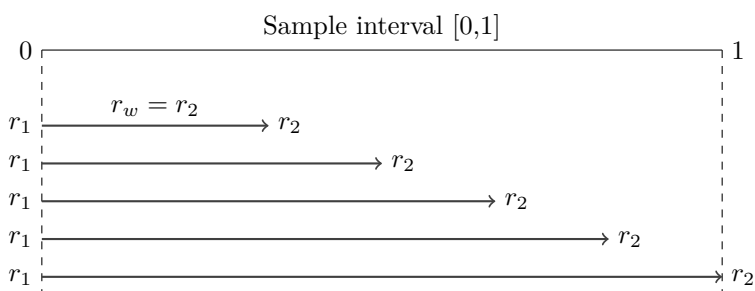 Sample interval [0,1]
0 1
r_w = r_2
r_1 r_2
r_1 r_2
r_1 r_2
r_1 r_2
r_1 r_2